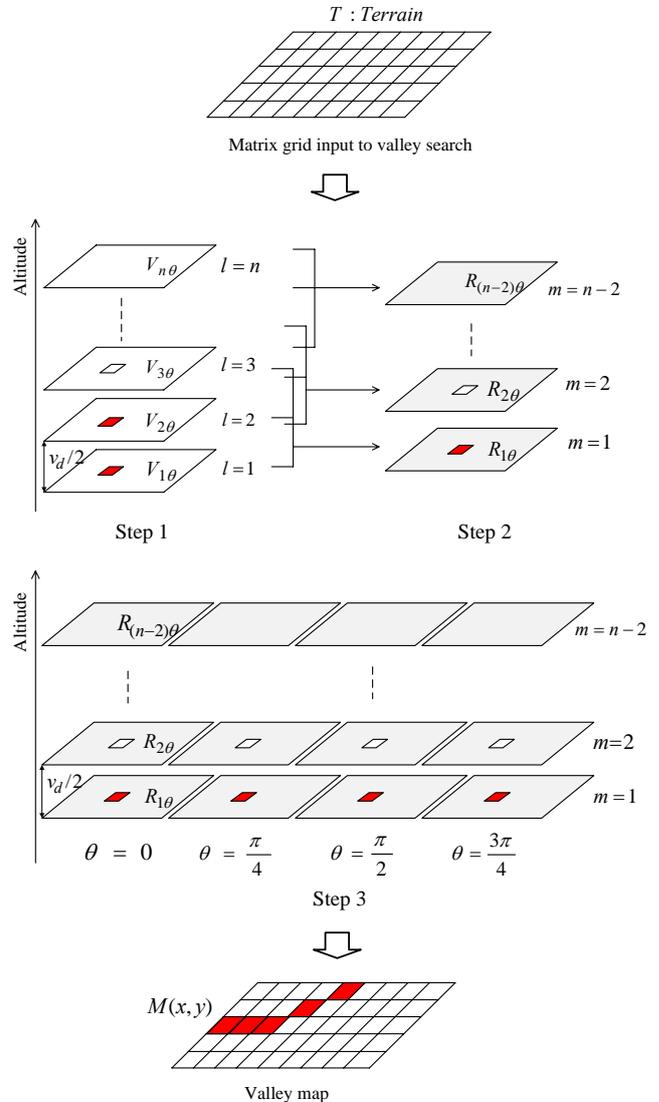 T : Terrain
Matrix grid input to valley search
Altitude
V_{nθ} l = n
R_{(n−2)θ} m = n − 2
V_{3θ} l = 3
R_{2θ} m = 2
V_{2θ} l = 2
v_d/2
R_{1θ} m = 1
V_{1θ} l = 1
Step 1
Step 2
Altitude
R_{(n−2)θ} m = n − 2
R_{2θ} m=2
v_d/2
R_{1θ} m = 1
θ = 0 θ = π/4 θ = π/2 θ = 3π/4
Step 3
M(x, y)
Valley map